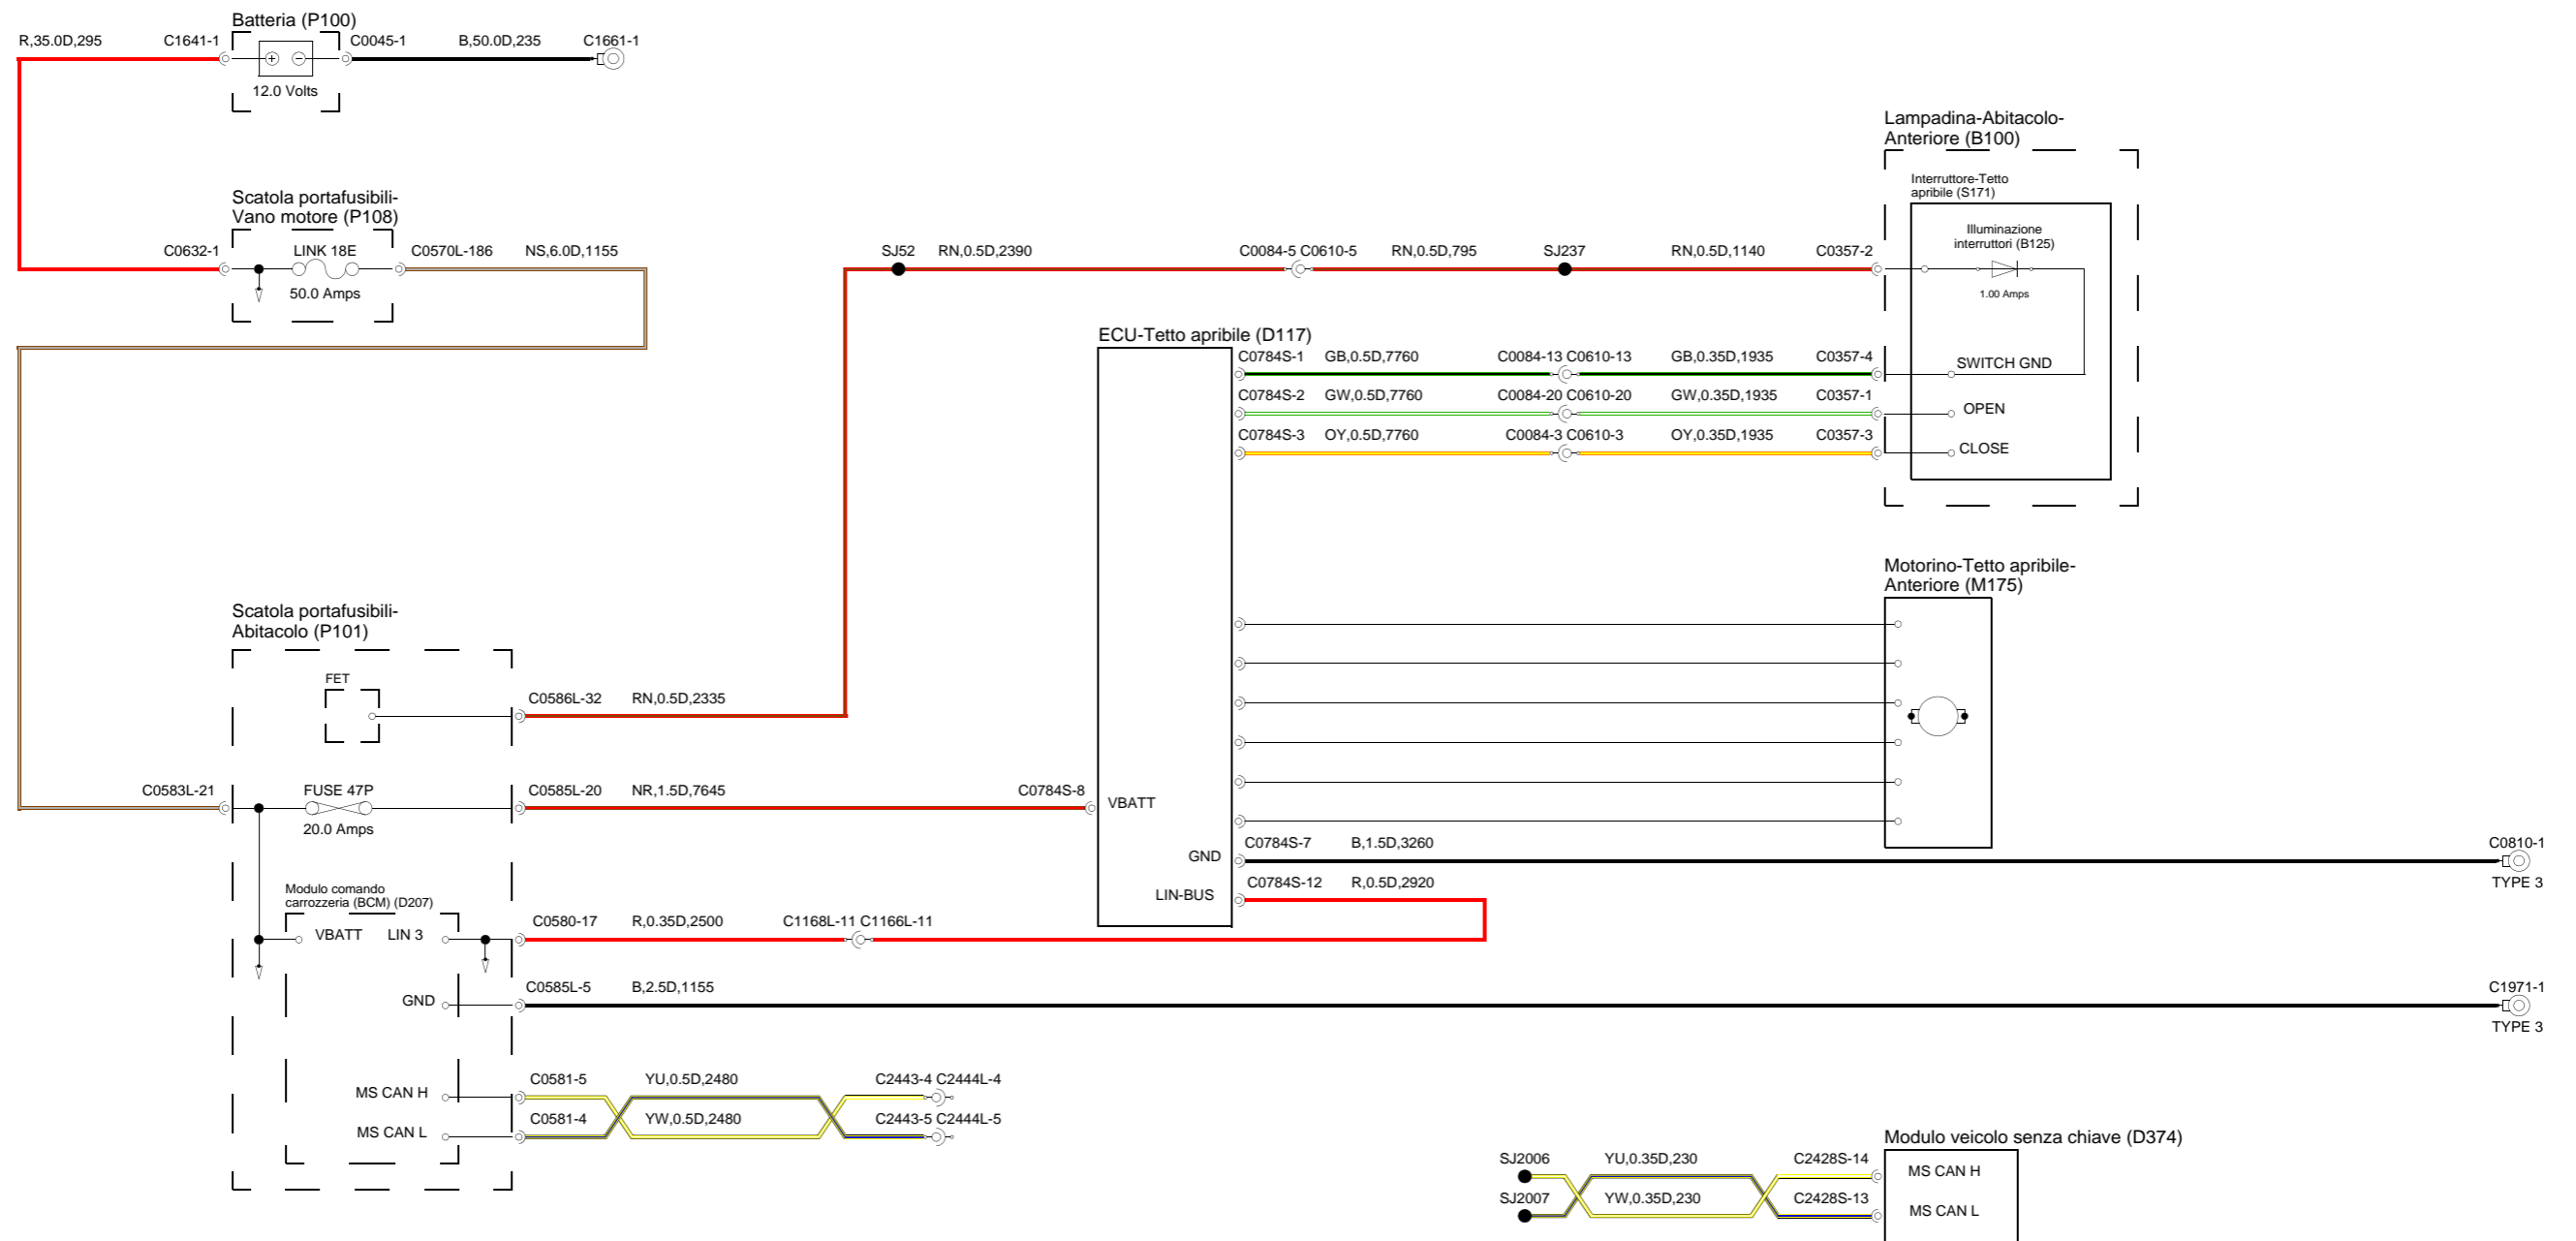 Batteria (P100)
R,35.0D,295 C1641-1 C0045-1 B,50.0D,235 C1661-1
12.0 Volts
Lampadina-Abitacolo-
Anteriore (B100)
Interruttore-Tetto
apribile (S171)
Illuminazione
interruttori (B125)
1.00 Amps
SWITCH GND
OPEN
CLOSE
Scatola portafusibili-
Vano motore (P108)
C0632-1 LINK 18E C0570L-186 NS,6.0D,1155
50.0 Amps
SJ52 RN,0.5D,2390 C0084-5 C0610-5 RN,0.5D,795 SJ237 RN,0.5D,1140 C0357-2
ECU-Tetto apribile (D117)
C0784S-1 GB,0.5D,7760 C0084-13 C0610-13 GB,0.35D,1935 C0357-4
C0784S-2 GW,0.5D,7760 C0084-20 C0610-20 GW,0.35D,1935 C0357-1
C0784S-3 OY,0.5D,7760 C0084-3 C0610-3 OY,0.35D,1935 C0357-3
Motorino-Tetto apribile-
Anteriore (M175)
Scatola portafusibili-
Abitacolo (P101)
FET
C0586L-32 RN,0.5D,2335
C0583L-21 FUSE 47P C0585L-20 NR,1.5D,7645 C0784S-8 VBATT
20.0 Amps
GND C0784S-7 B,1.5D,3260 C0810-1
TYPE 3
LIN-BUS C0784S-12 R,0.5D,2920
Modulo comando
carrozzeria (BCM) (D207)
VBATT LIN 3 C0580-17 R,0.35D,2500 C1168L-11 C1166L-11
GND C0585L-5 B,2.5D,1155 C1971-1
TYPE 3
MS CAN H C0581-5 YU,0.5D,2480 C2443-4 C2444L-4
MS CAN L C0581-4 YW,0.5D,2480 C2443-5 C2444L-5
Modulo veicolo senza chiave (D374)
SJ2006 YU,0.35D,230 C2428S-14 MS CAN H
SJ2007 YW,0.35D,230 C2428S-13 MS CAN L